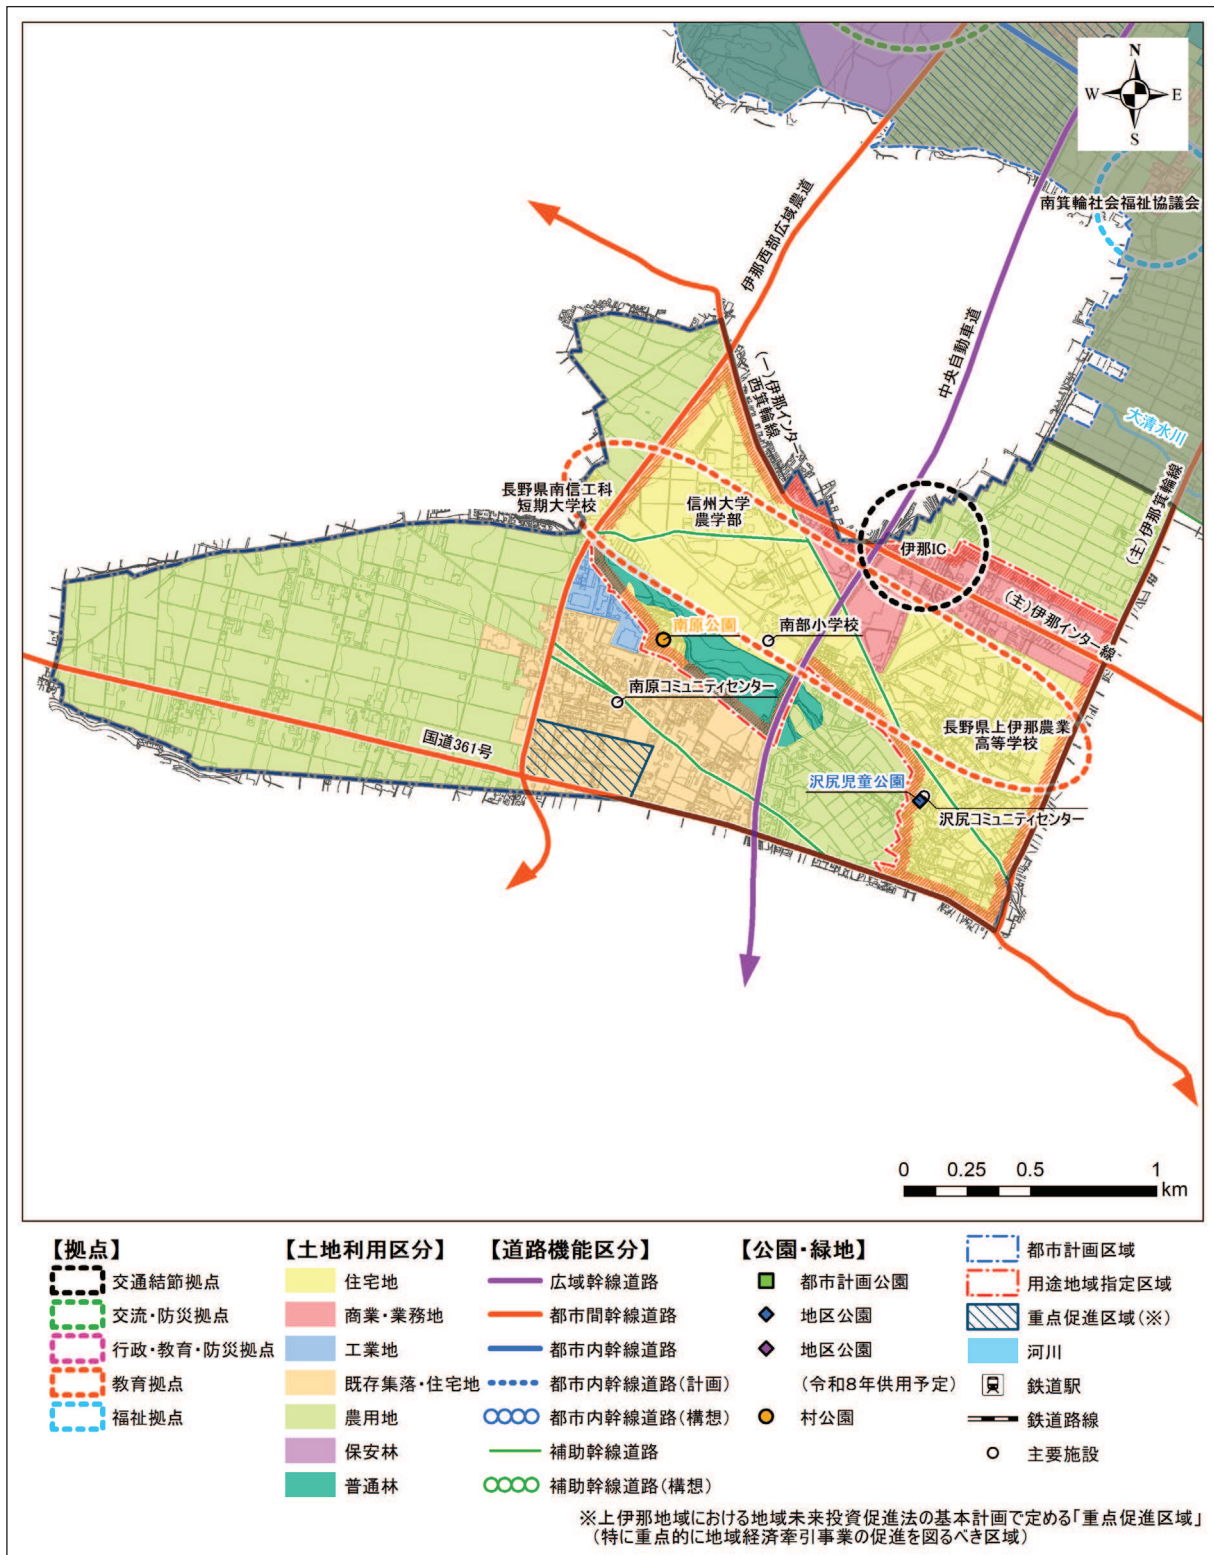 N
W
E
S
南箕輪社会福祉協議会
伊那西部広域農道
中央自動車道
大清水川
(一)伊那インター
西箕輪線
(主)伊那箕輪線
長野県南信工科
短期大学校
信州大学
農学部
伊那IC
(主)伊那インター線
南原公園
南部小学校
南原コミュニティセンター
長野県上伊那農業
高等学校
国道361号
沢尻児童公園
沢尻コミュニティセンター
0 0.25 0.5 1
km
【拠点】
交通結節拠点
交流・防災拠点
行政・教育・防災拠点
教育拠点
福祉拠点
【土地利用区分】
住宅地
商業・業務地
工業地
既存集落・住宅地
農用地
保安林
普通林
【道路機能区分】
広域幹線道路
都市間幹線道路
都市内幹線道路
都市内幹線道路(計画)
都市内幹線道路(構想)
補助幹線道路
補助幹線道路(構想)
【公園・緑地】
都市計画公園
地区公園
地区公園
(令和8年供用予定)
村公園
都市計画区域
用途地域指定区域
重点促進区域(※)
河川
鉄道駅
鉄道路線
主要施設
※上伊那地域における地域未来投資促進法の基本計画で定める「重点促進区域」
(特に重点的に地域経済牽引事業の促進を図るべき区域)